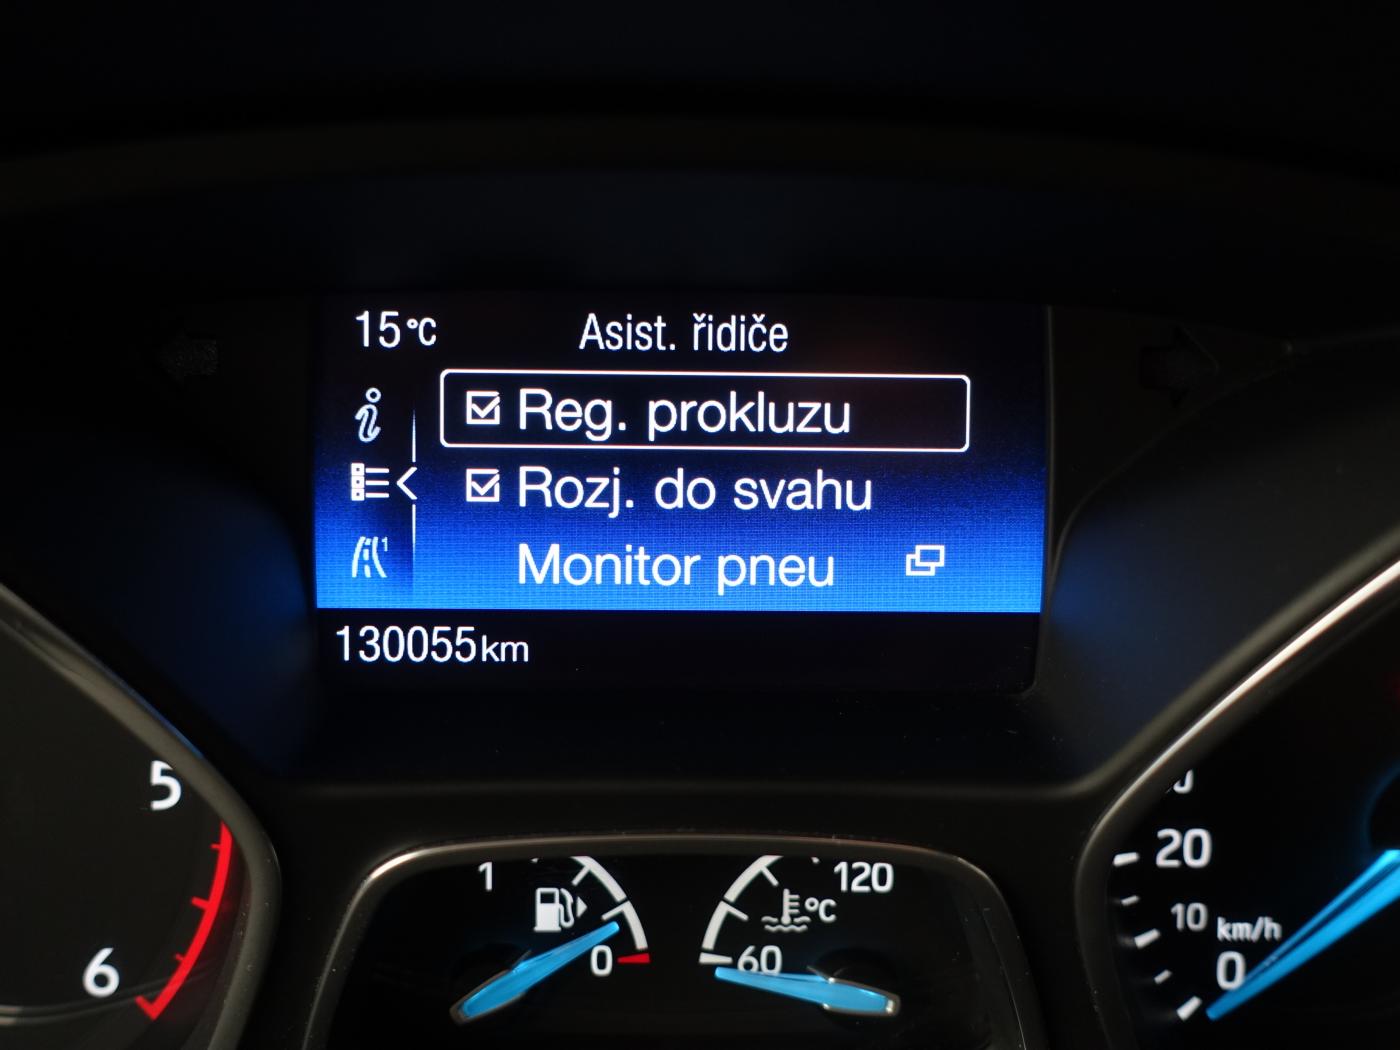 15°C
Asist. řidiče
Reg. prokluzu
Rozj. do svahu
Monitor pneu
1
130055km
5
6
1
0
120
°C
60
20
10
km/h
0